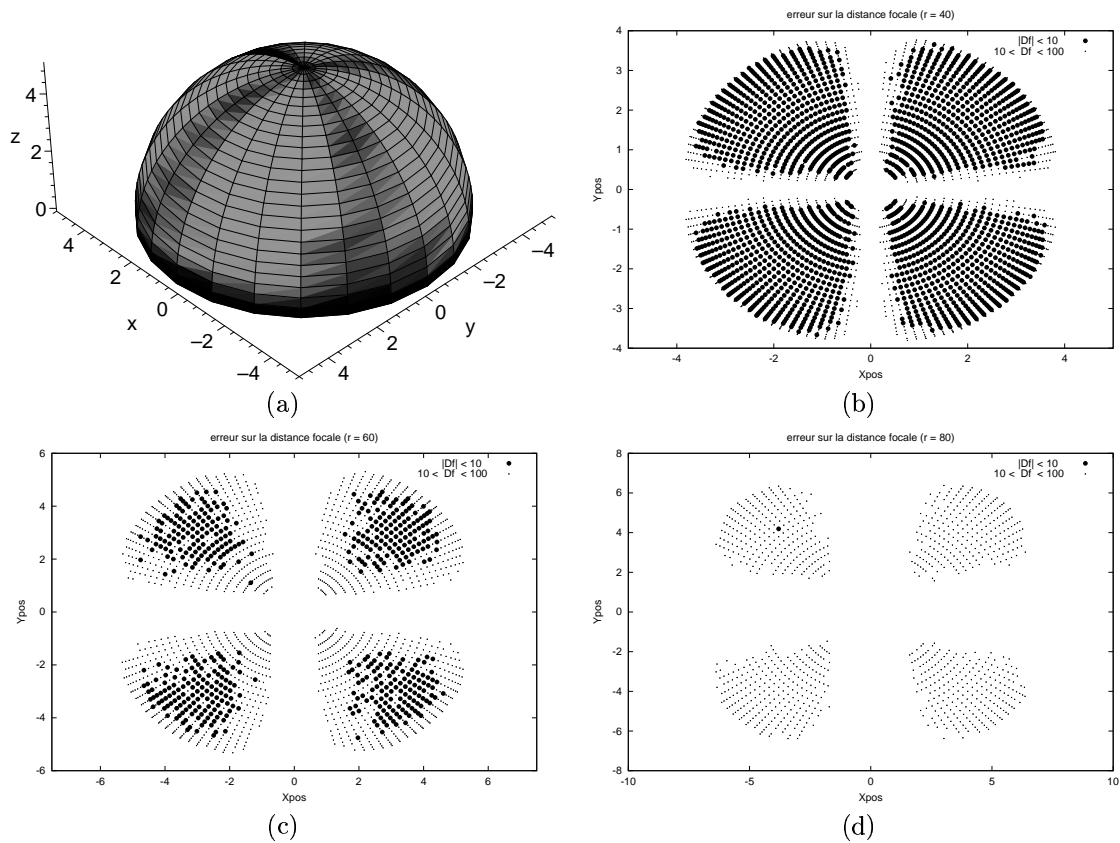 z
4
2
0
4
2
0
–2
–4
x
4
2
0
–2
–4
y
(a)
erreur sur la distance focale (r = 40)
|Df| < 10
10 < Df < 100
4
3
2
1
0
-1
-2
-3
-4
Ypos
-4
-2
0
2
4
Xpos
(b)
erreur sur la distance focale (r = 60)
|Df| < 10
10 < Df < 100
6
4
2
0
-2
-4
-6
Ypos
-6
-4
-2
0
2
4
6
Xpos
(c)
erreur sur la distance focale (r = 80)
|Df| < 10
10 < Df < 100
8
6
4
2
0
-2
-4
-6
-8
Ypos
-10
-5
0
5
10
Xpos
(d)